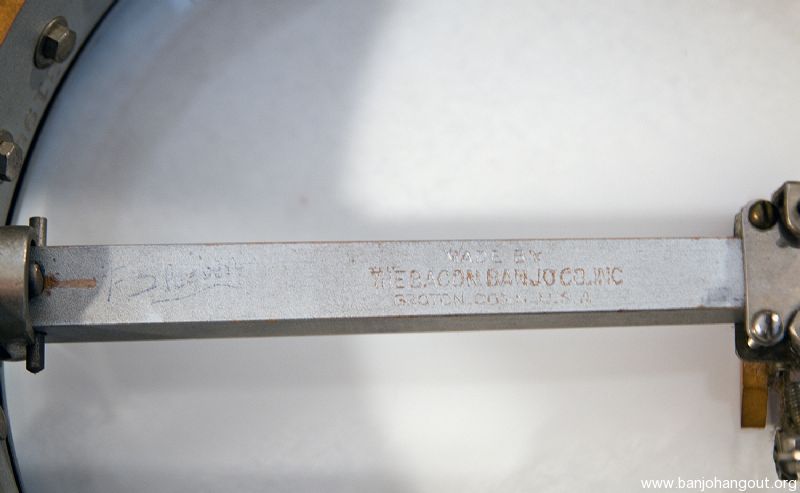 MADE BY
THE BACON BANJO CO. INC
GROTON, CONN. U.S.A.
www.banjohangout.org